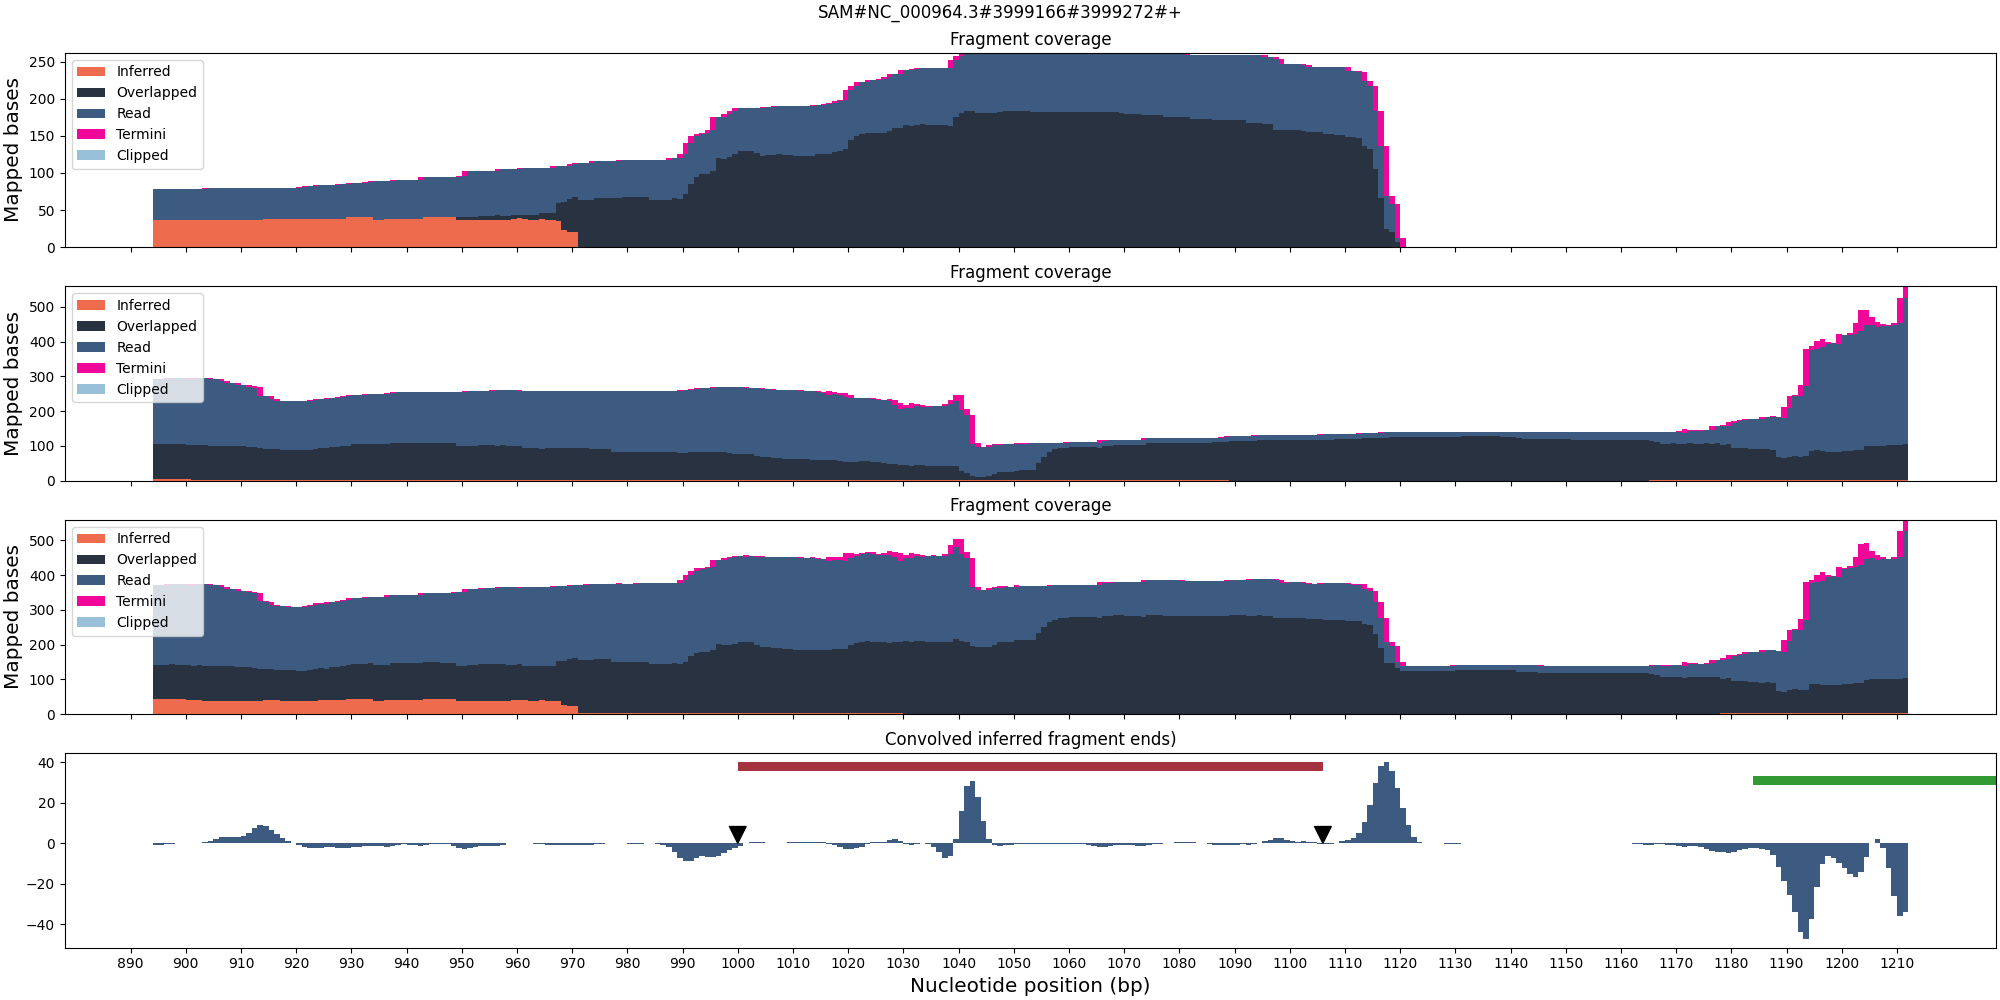 SAM#NC_000964.3#3999166#3999272#+
Fragment coverage
Mapped bases
250
200
150
100
50
0
Inferred
Overlapped
Read
Termini
Clipped
Fragment coverage
Mapped bases
500
400
300
200
100
0
Inferred
Overlapped
Read
Termini
Clipped
Fragment coverage
Mapped bases
500
400
300
200
100
0
Inferred
Overlapped
Read
Termini
Clipped
Convolved inferred fragment ends)
40
20
0
−20
−40
890 900 910 920 930 940 950 960 970 980 990 1000 1010 1020 1030 1040 1050 1060 1070 1080 1090 1100 1110 1120 1130 1140 1150 1160 1170 1180 1190 1200 1210
Nucleotide position (bp)